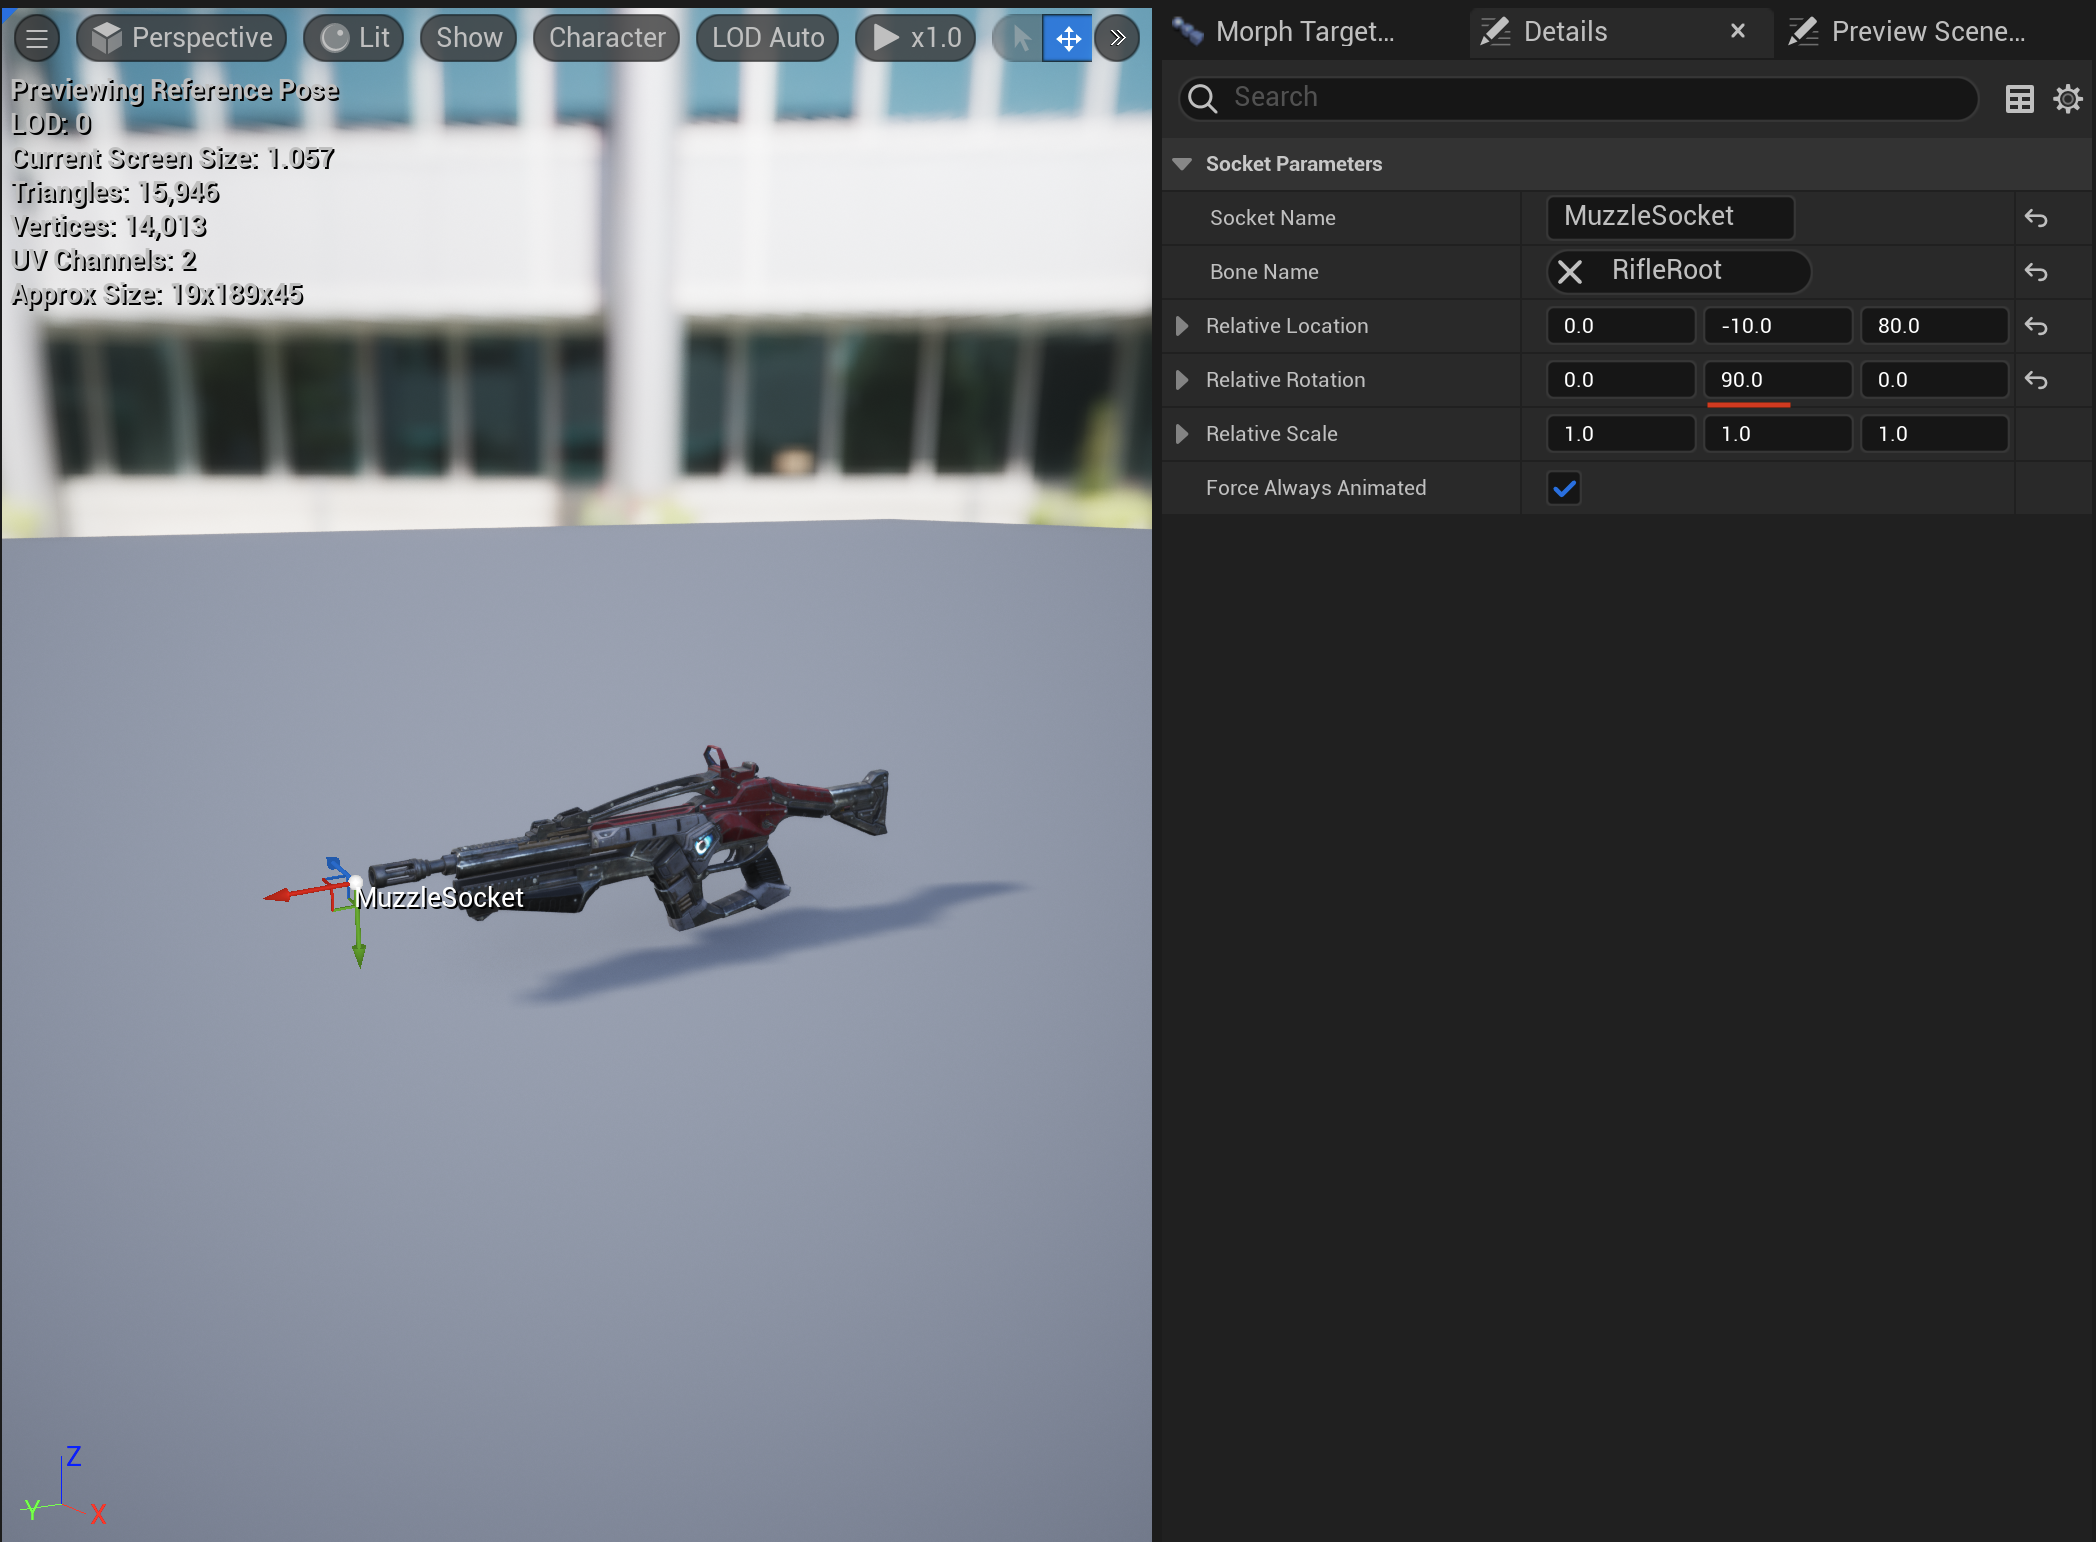 Perspective Lit Show Character LOD Auto x1.0
Previewing Reference Pose
LOD: 0
Current Screen Size: 1.057
Triangles: 15,946
Vertices: 14,013
UV Channels: 2
Approx Size: 19x189x45
MuzzleSocket
Z
Y X
Morph Target... Details Preview Scene...
Search
Socket Parameters
Socket Name MuzzleSocket
Bone Name RifleRoot
Relative Location 0.0 -10.0 80.0
Relative Rotation 0.0 90.0 0.0
Relative Scale 1.0 1.0 1.0
Force Always Animated